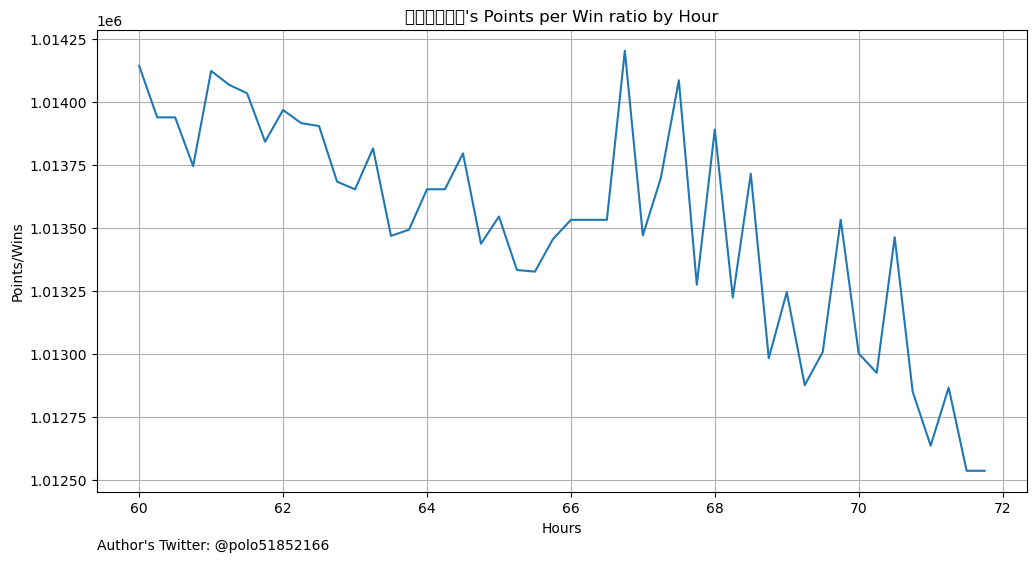 's Points per Win ratio by Hour
1e6
1.01425
1.01400
1.01375
1.01350
1.01325
1.01300
1.01275
1.01250
Points/Wins
60 62 64 66 68 70 72
Hours
Author's Twitter: @polo51852166